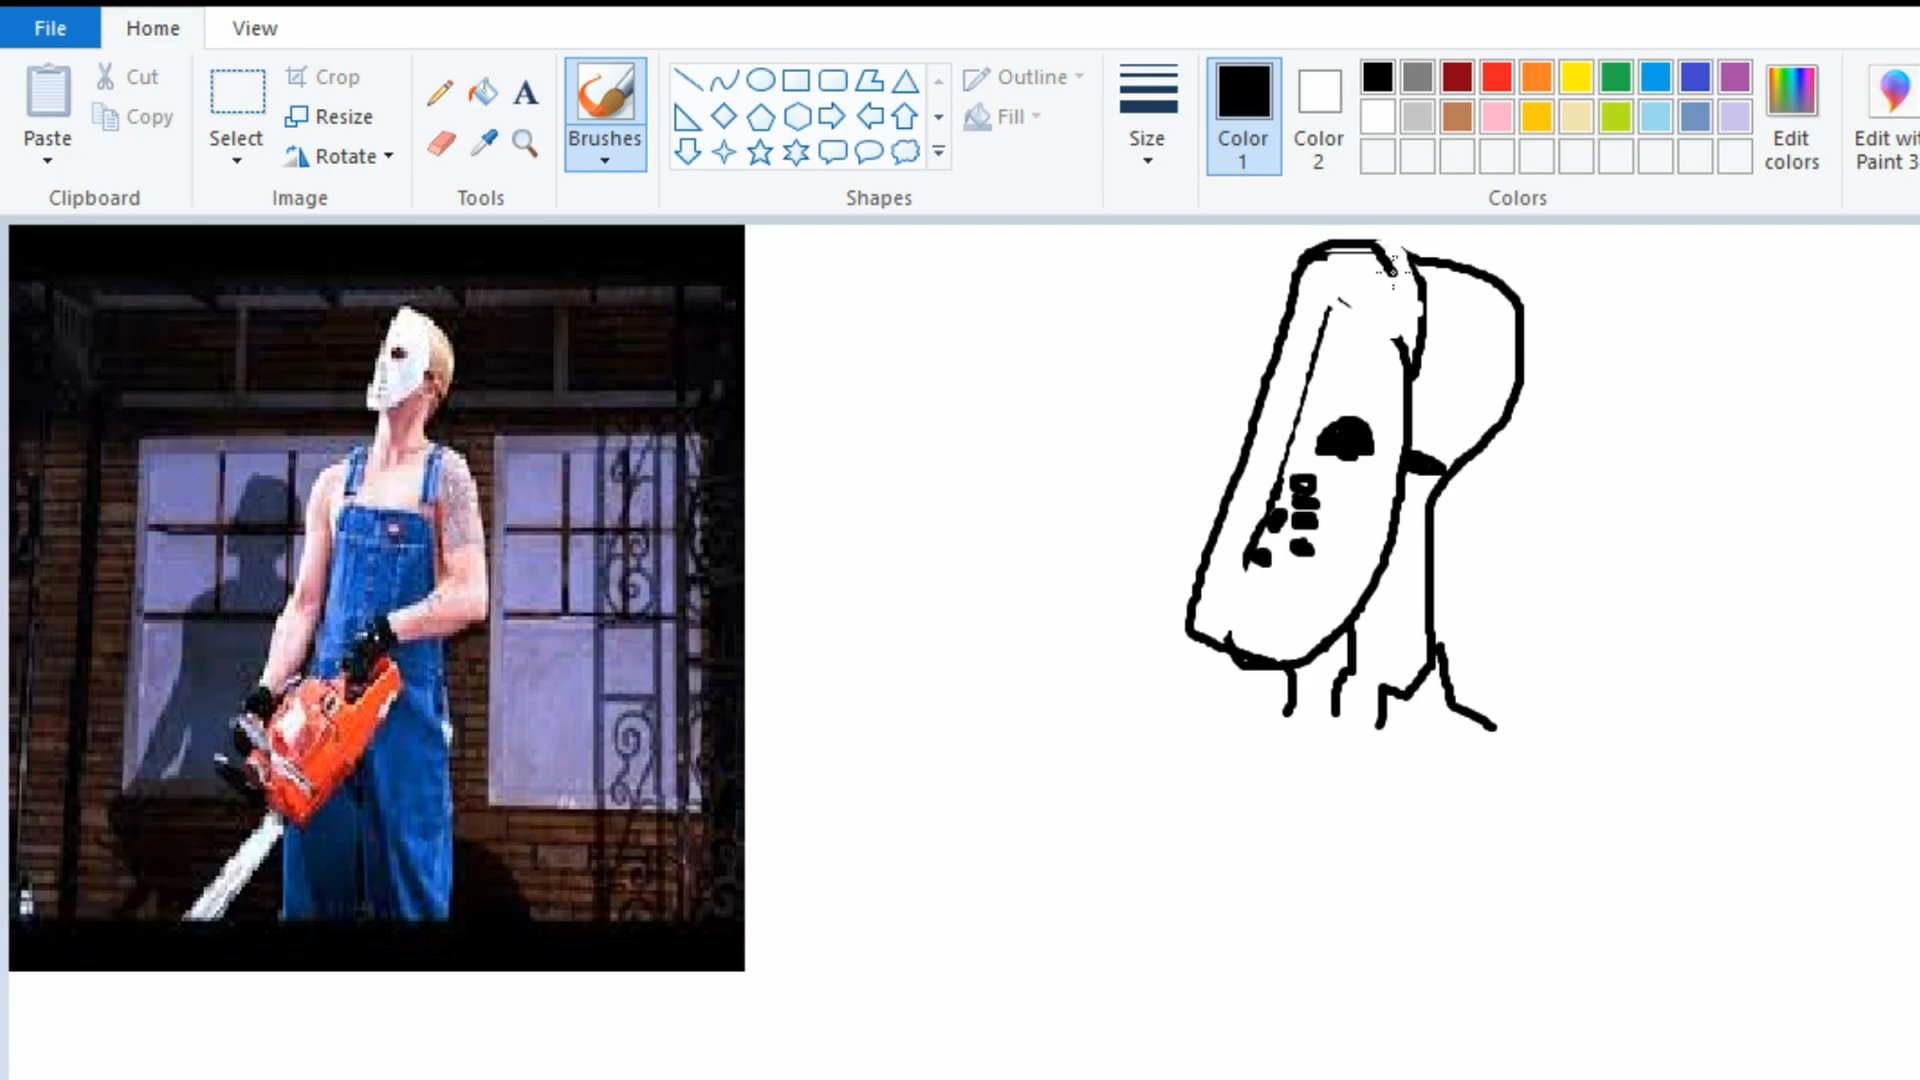 File Home View
Paste
Cut
Copy
Clipboard
Select
Crop
Resize
Rotate
Image
A
Tools
Brushes
Shapes
Outline
Fill
Size
Color 1
Color 2
Edit colors
Colors
Edit wi
Paint 3